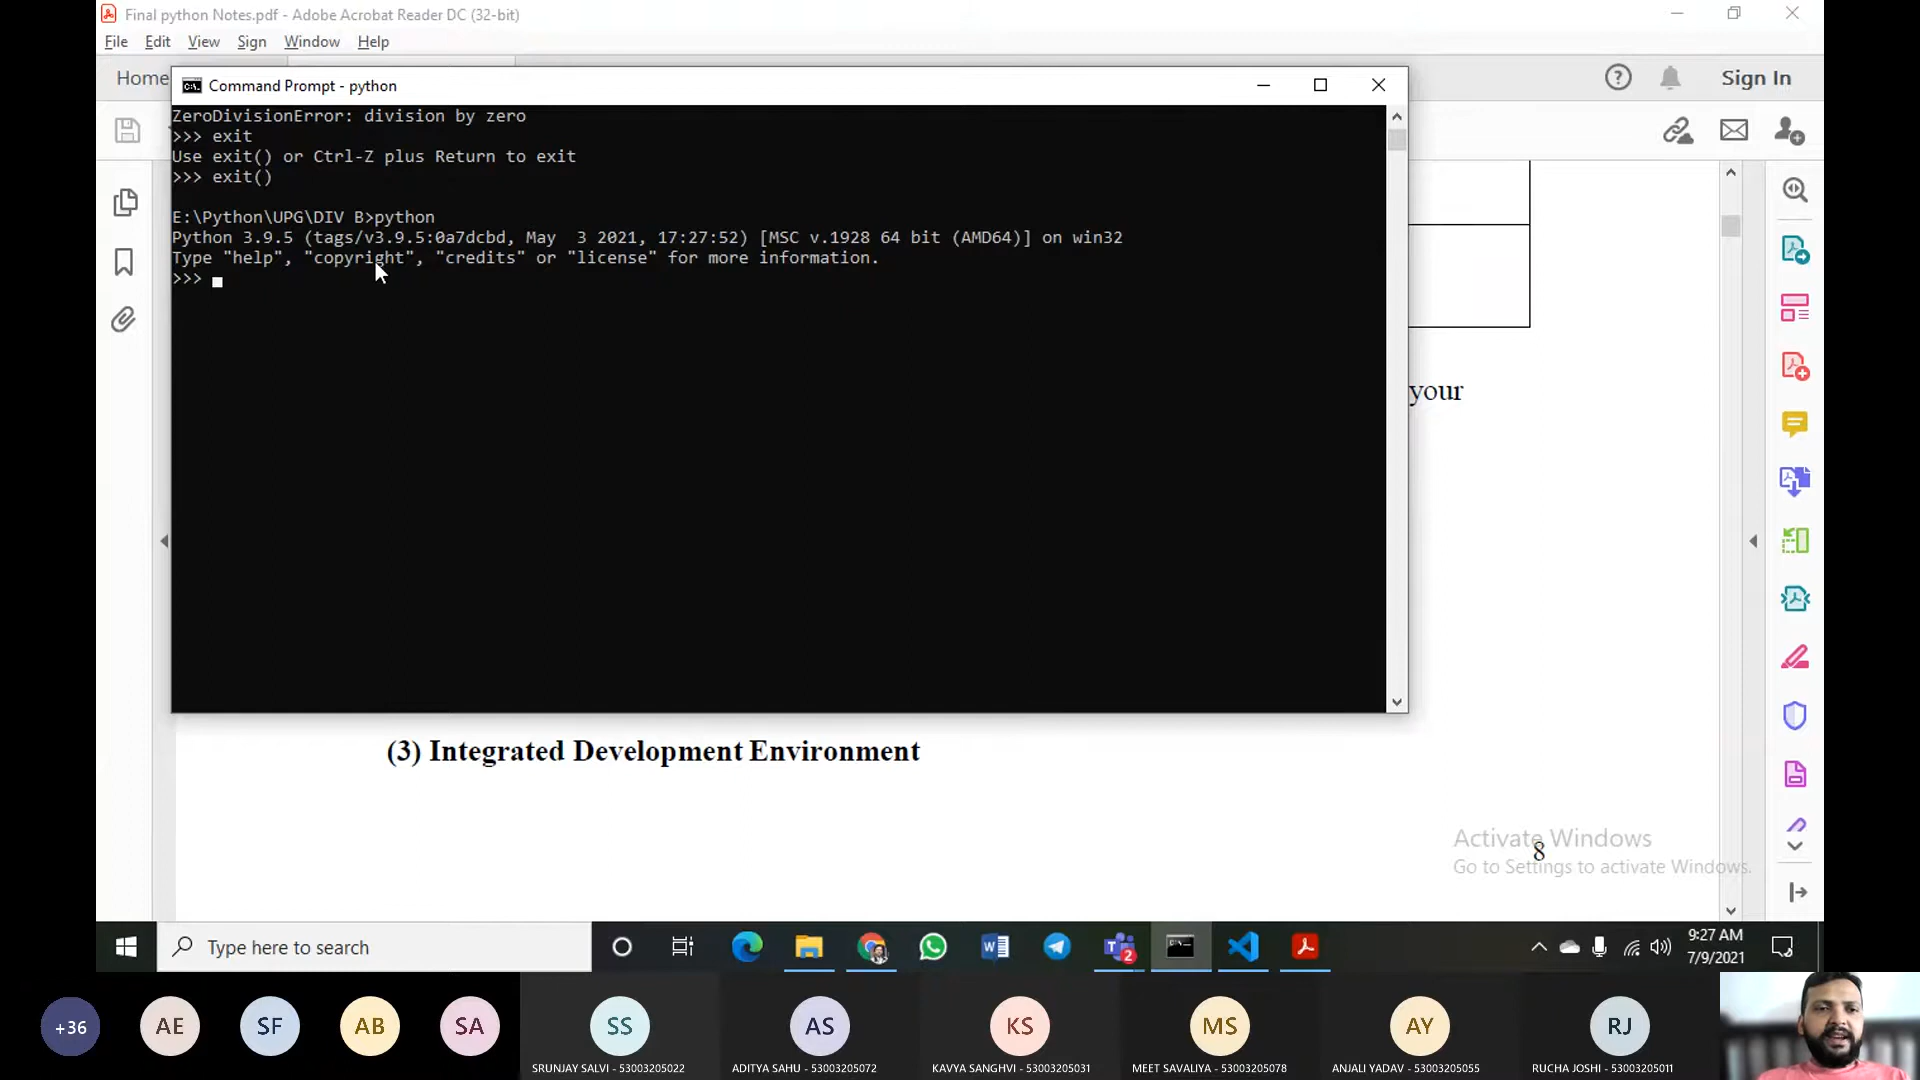 Final python Notes.pdf - Adobe Acrobat Reader DC (32-bit)
File Edit View Sign Window Help
Home
Sign In
Command Prompt - python
ZeroDivisionError: division by zero
>>> exit
Use exit() or Ctrl-Z plus Return to exit
>>> exit()
E:\Python\UPG\DIV B>python
Python 3.9.5 (tags/v3.9.5:0a7dcbd, May  3 2021, 17:27:52) [MSC v.1928 64 bit (AMD64)] on win32
Type "help", "copyright", "credits" or "license" for more information.
>>>
your
(3) Integrated Development Environment
8
Activate Windows
Go to Settings to activate Windows.
Type here to search
2
9:27 AM
7/9/2021
+36
AE
SF
AB
SA
SS
AS
KS
MS
AY
RJ
SRUNJAY SALVI - 53003205022
ADITYA SAHU - 53003205072
KAVYA SANGHVI - 53003205031
MEET SAVALIYA - 53003205078
ANJALI YADAV - 53003205055
RUCHA JOSHI - 53003205011